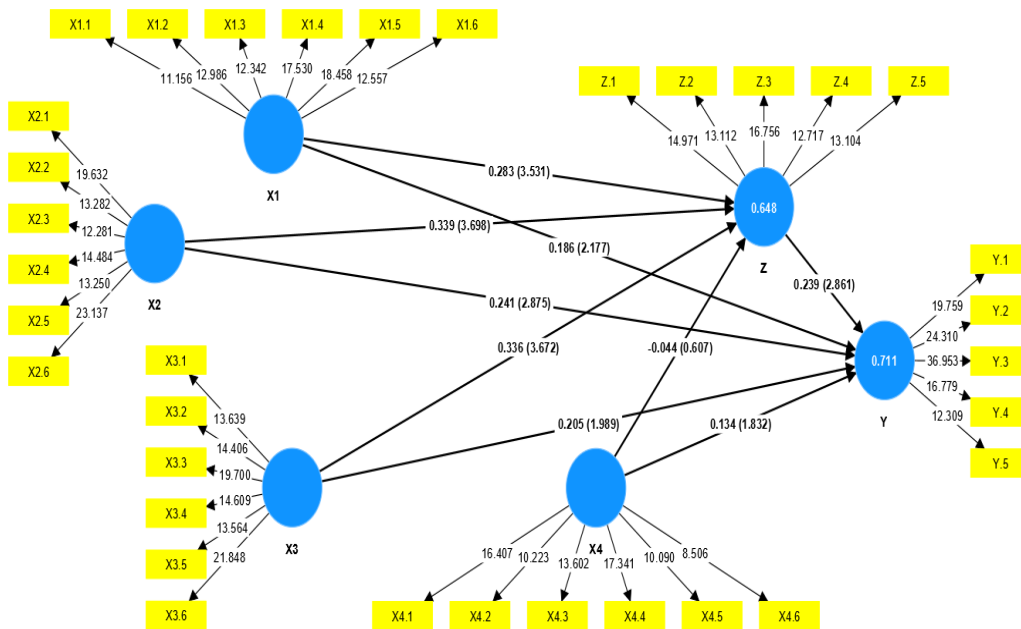 X1.1 X1.2 X1.3 X1.4 X1.5 X1.6
11.156 12.986 12.342 17.530 18.458 12.557
X1
Z.1 Z.2 Z.3 Z.4 Z.5
14.971 13.112 16.756 12.717 13.104
0.648
Z
X2.1
X2.2
X2.3
X2.4
X2.5
X2.6
19.632
13.282
12.281
14.484
13.250
23.137
X2
0.283 (3.531)
0.339 (3.698)
0.186 (2.177)
0.241 (2.875)
0.239 (2.861)
0.336 (3.672)
-0.044 (0.607)
0.205 (1.989)
0.134 (1.832)
Y.1
Y.2
Y.3
Y.4
Y.5
19.759
24.310
36.953
16.779
12.309
0.711
Y
X3.1
X3.2
X3.3
X3.4
X3.5
X3.6
13.639
14.406
19.700
14.609
13.564
21.848
X3
X4
16.407 10.223 13.602 17.341 10.090 8.506
X4.1 X4.2 X4.3 X4.4 X4.5 X4.6